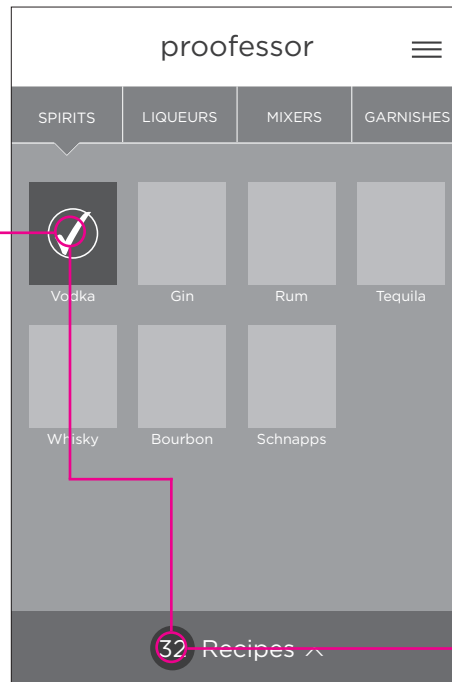 proofessor
SPIRITS LIQUEURS MIXERS GARNISHES
Vodka Gin Rum Tequila
Whisky Bourbon Schnapps
32 Recipes